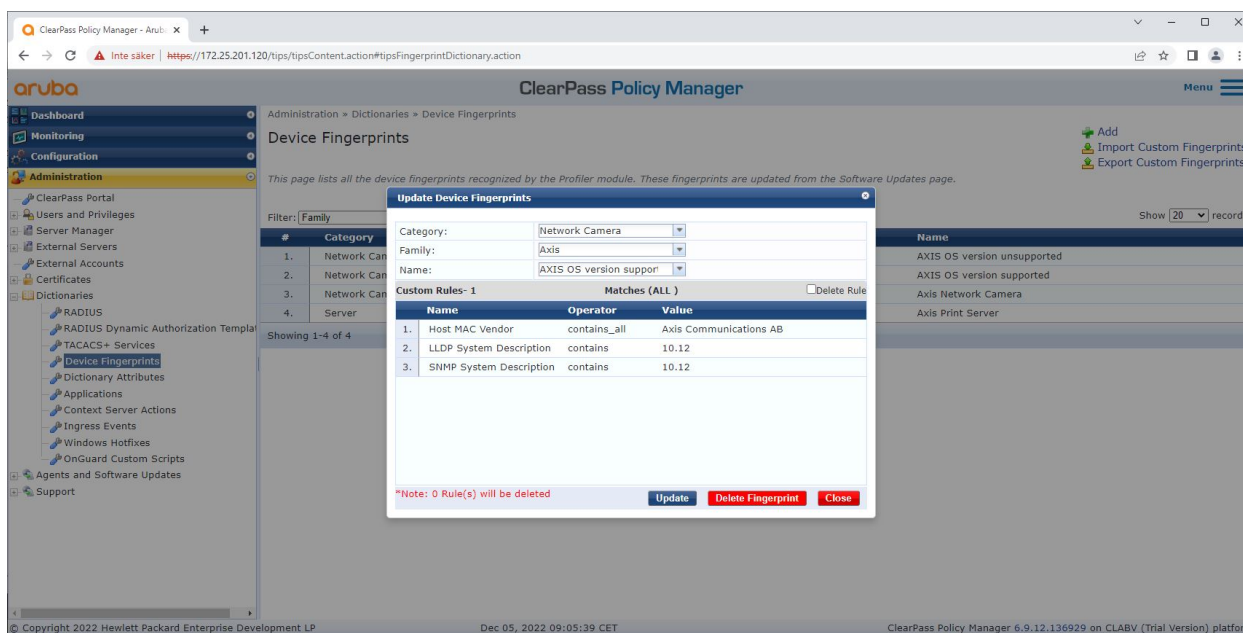 ClearPass Policy Manager - Arub
Inte säker | https://172.25.201.120/tips/tipsContent.action#tipsFingerprintDictionary.action
aruba
ClearPass Policy Manager
Menu
Dashboard
Monitoring
Configuration
Administration
ClearPass Portal
Users and Privileges
Server Manager
External Servers
External Accounts
Certificates
Dictionaries
RADIUS
RADIUS Dynamic Authorization Templat
TACACS+ Services
Device Fingerprints
Dictionary Attributes
Applications
Context Server Actions
Ingress Events
Windows Hotfixes
OnGuard Custom Scripts
Agents and Software Updates
Support
Administration » Dictionaries » Device Fingerprints
Device Fingerprints
Add
Import Custom Fingerprints
Export Custom Fingerprints
This page lists all the device fingerprints recognized by the Profiler module. These fingerprints are updated from the Software Updates page.
Filter: Family
Show 20 record
# Category Name
1. Network Can AXIS OS version unsupported
2. Network Can AXIS OS version supported
3. Network Can Axis Network Camera
4. Server Axis Print Server
Showing 1-4 of 4
Update Device Fingerprints
Category: Network Camera
Family: Axis
Name: AXIS OS version suppor
Custom Rules- 1 Matches (ALL ) Delete Rule
Name Operator Value
1. Host MAC Vendor contains_all Axis Communications AB
2. LLDP System Description contains 10.12
3. SNMP System Description contains 10.12
*Note: 0 Rule(s) will be deleted
Update Delete Fingerprint Close
© Copyright 2022 Hewlett Packard Enterprise Development LP Dec 05, 2022 09:05:39 CET ClearPass Policy Manager 6.9.12.136929 on CLABV (Trial Version) platfor